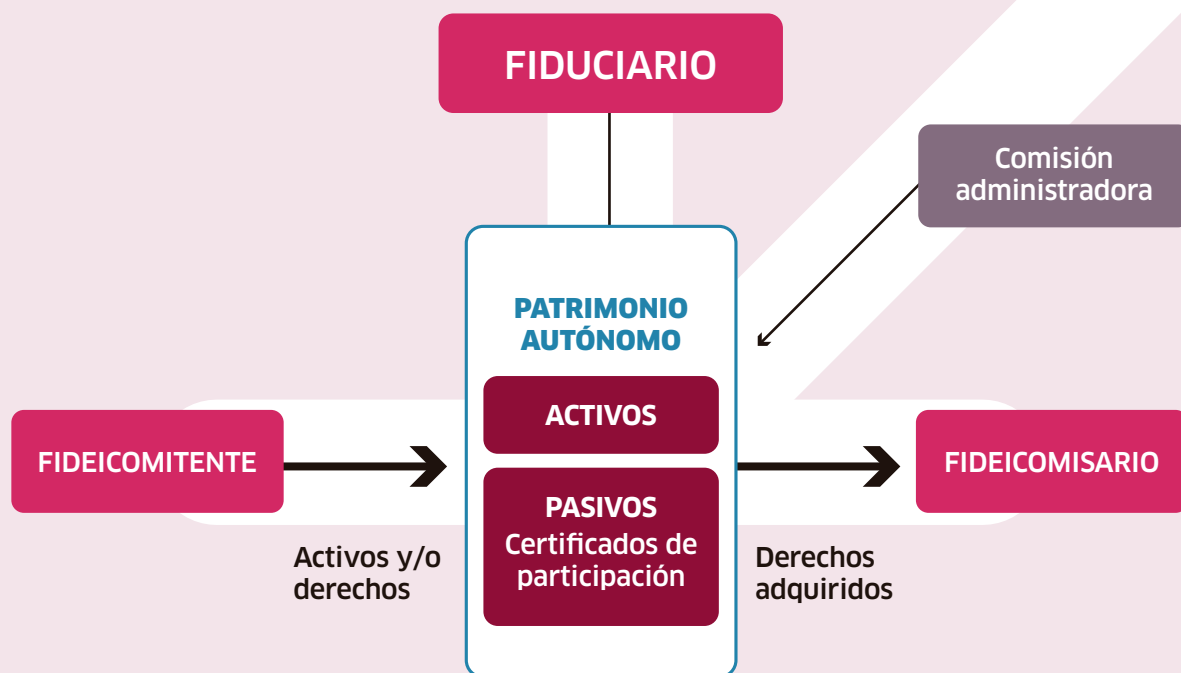 FIDUCIARIO
Comisión
administradora
PATRIMONIO
AUTÓNOMO
ACTIVOS
FIDEICOMITENTE
FIDEICOMISARIO
PASIVOS
Certificados de
participación
Activos y/o
derechos
Derechos
adquiridos